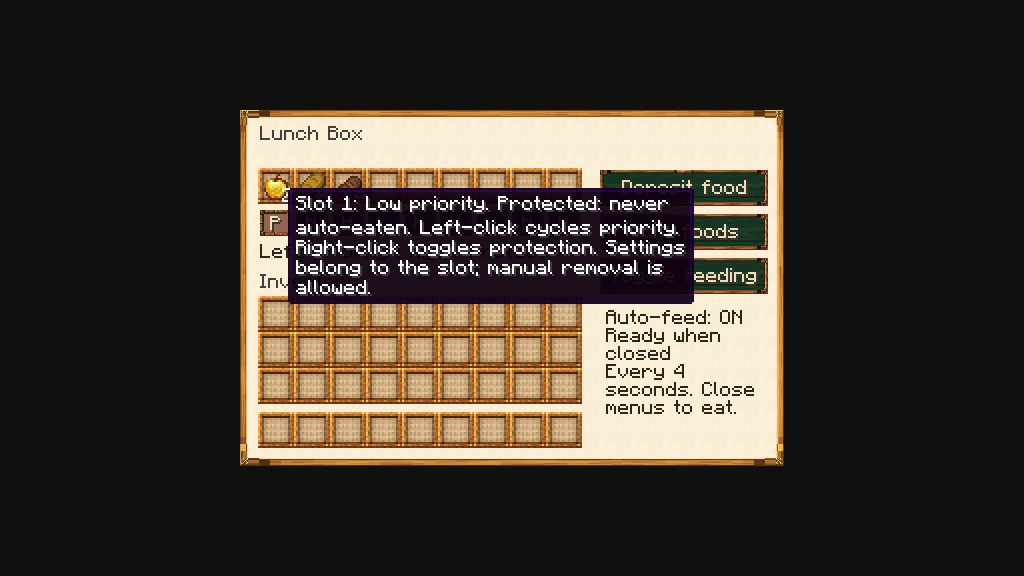 Lunch Box
Deposit food
Slot 1: Low priority. Protected: never
auto-eaten. Left-click cycles priority.
Right-click toggles protection. Settings
belong to the slot; manual removal is
allowed.
P
feeding
Auto-feed: ON
Ready when
closed
Every 4
seconds. Close
menus to eat.